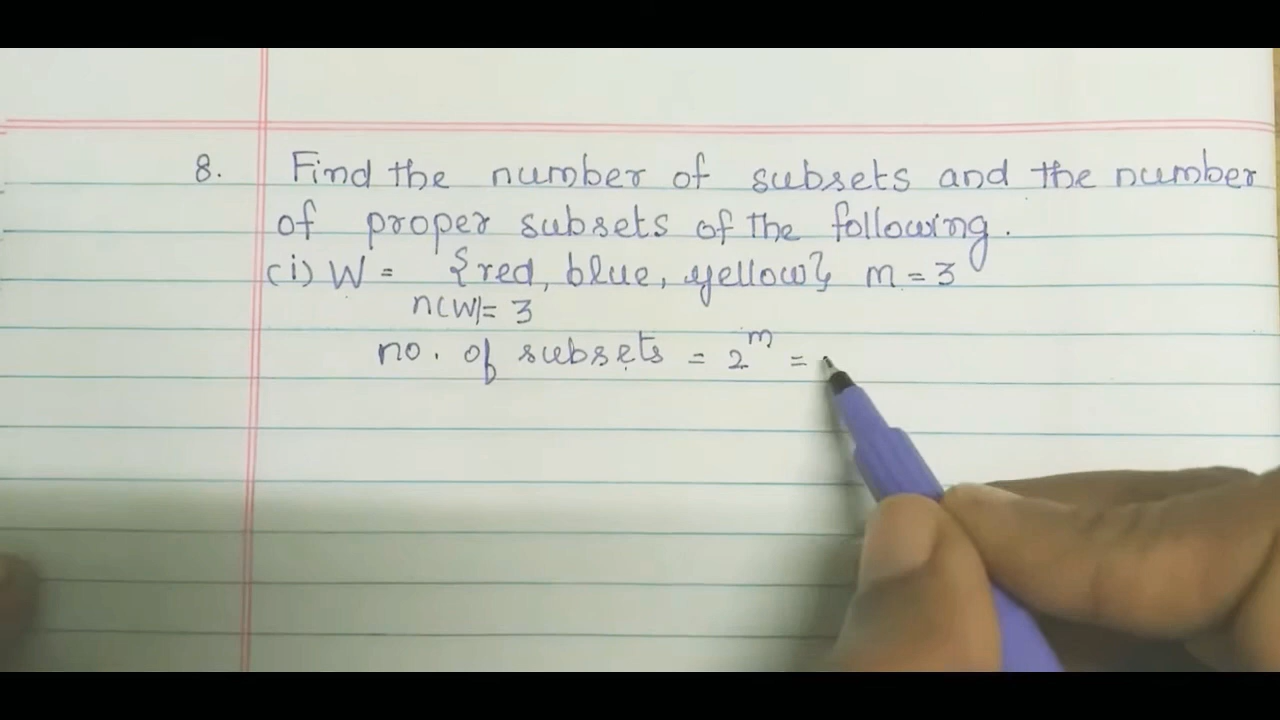 8. Find the number of subsets and the number
of proper subsets of the following.
(i) W = {red, blue, yellow} m = 3
n(W) = 3
no. of subsets = 2^m =